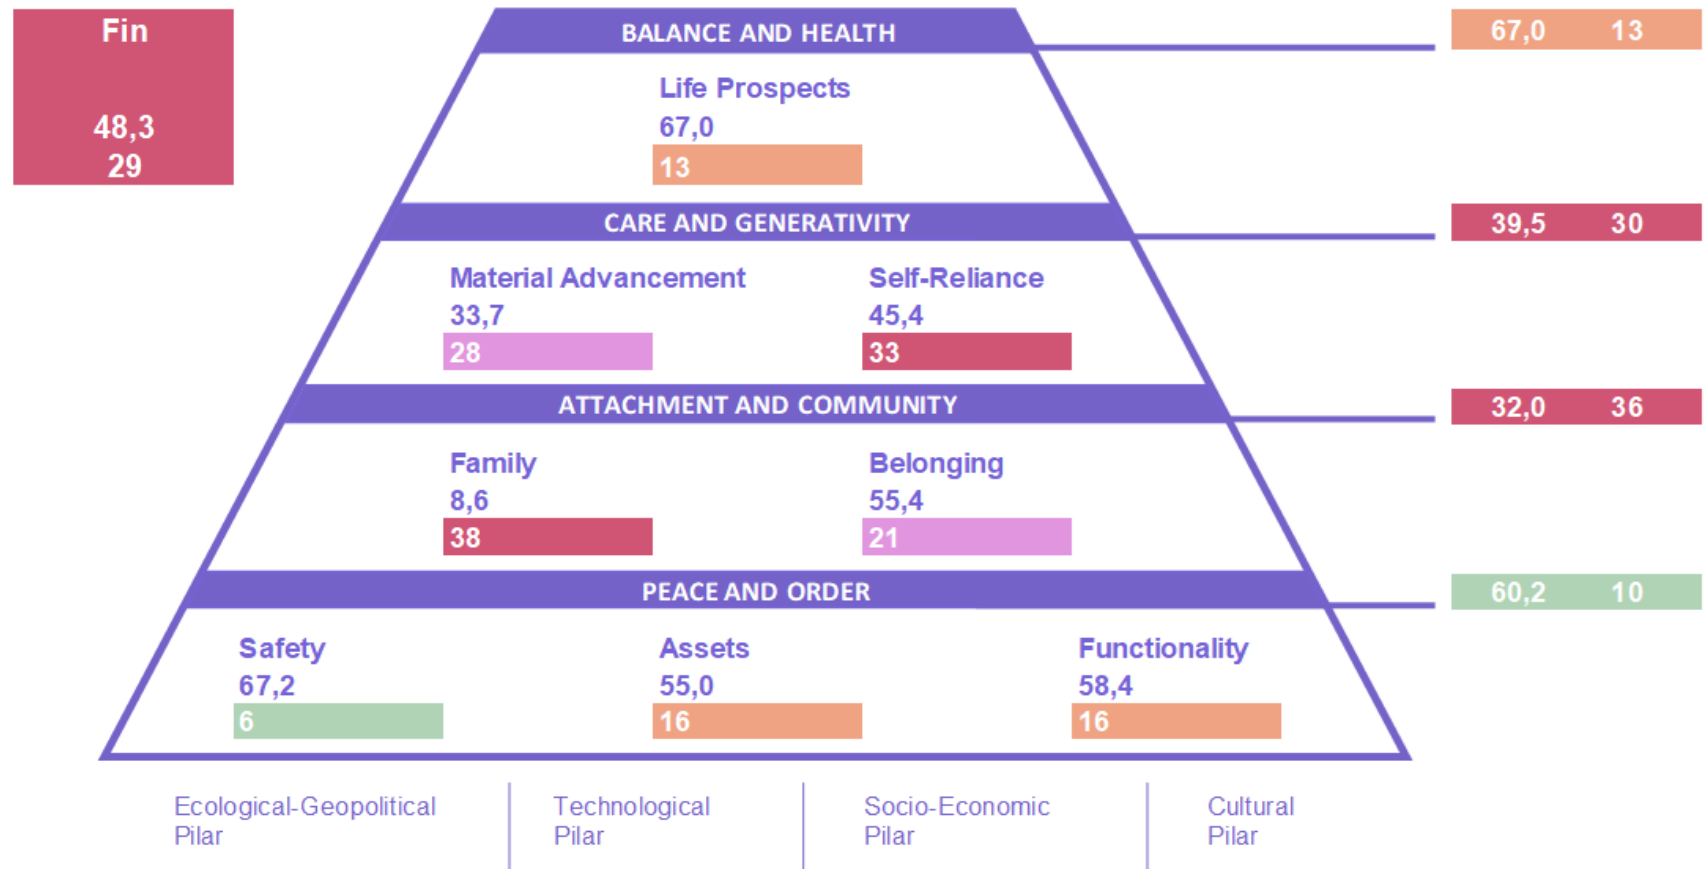 Fin
48,3
29
BALANCE AND HEALTH
67,0 13
Life Prospects
67,0
13
CARE AND GENERATIVITY
39,5 30
Material Advancement
33,7
28
Self-Reliance
45,4
33
ATTACHMENT AND COMMUNITY
32,0 36
Family
8,6
38
Belonging
55,4
21
PEACE AND ORDER
60,2 10
Safety
67,2
6
Assets
55,0
16
Functionality
58,4
16
Ecological-Geopolitical
Pilar
Technological
Pilar
Socio-Economic
Pilar
Cultural
Pilar